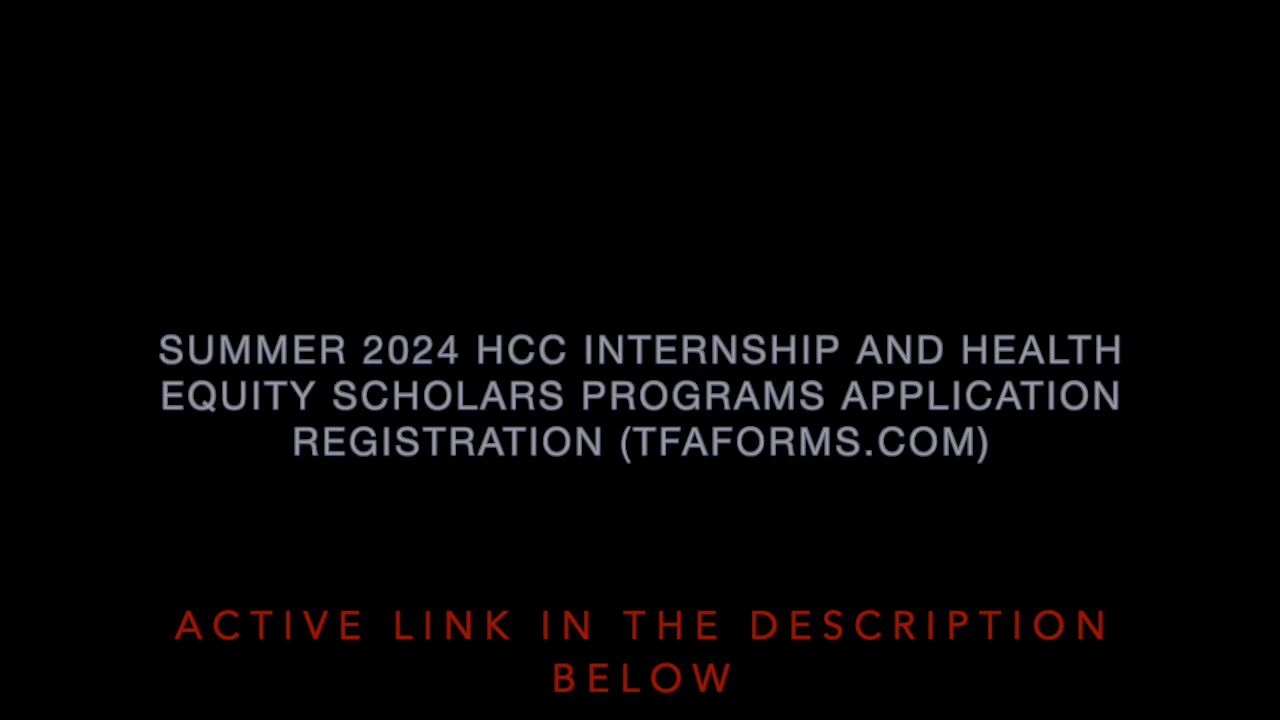 SUMMER 2024 HCC INTERNSHIP AND HEALTH
EQUITY SCHOLARS PROGRAMS APPLICATION
REGISTRATION (TFAFORMS.COM)
ACTIVE LINK IN THE DESCRIPTION
BELOW